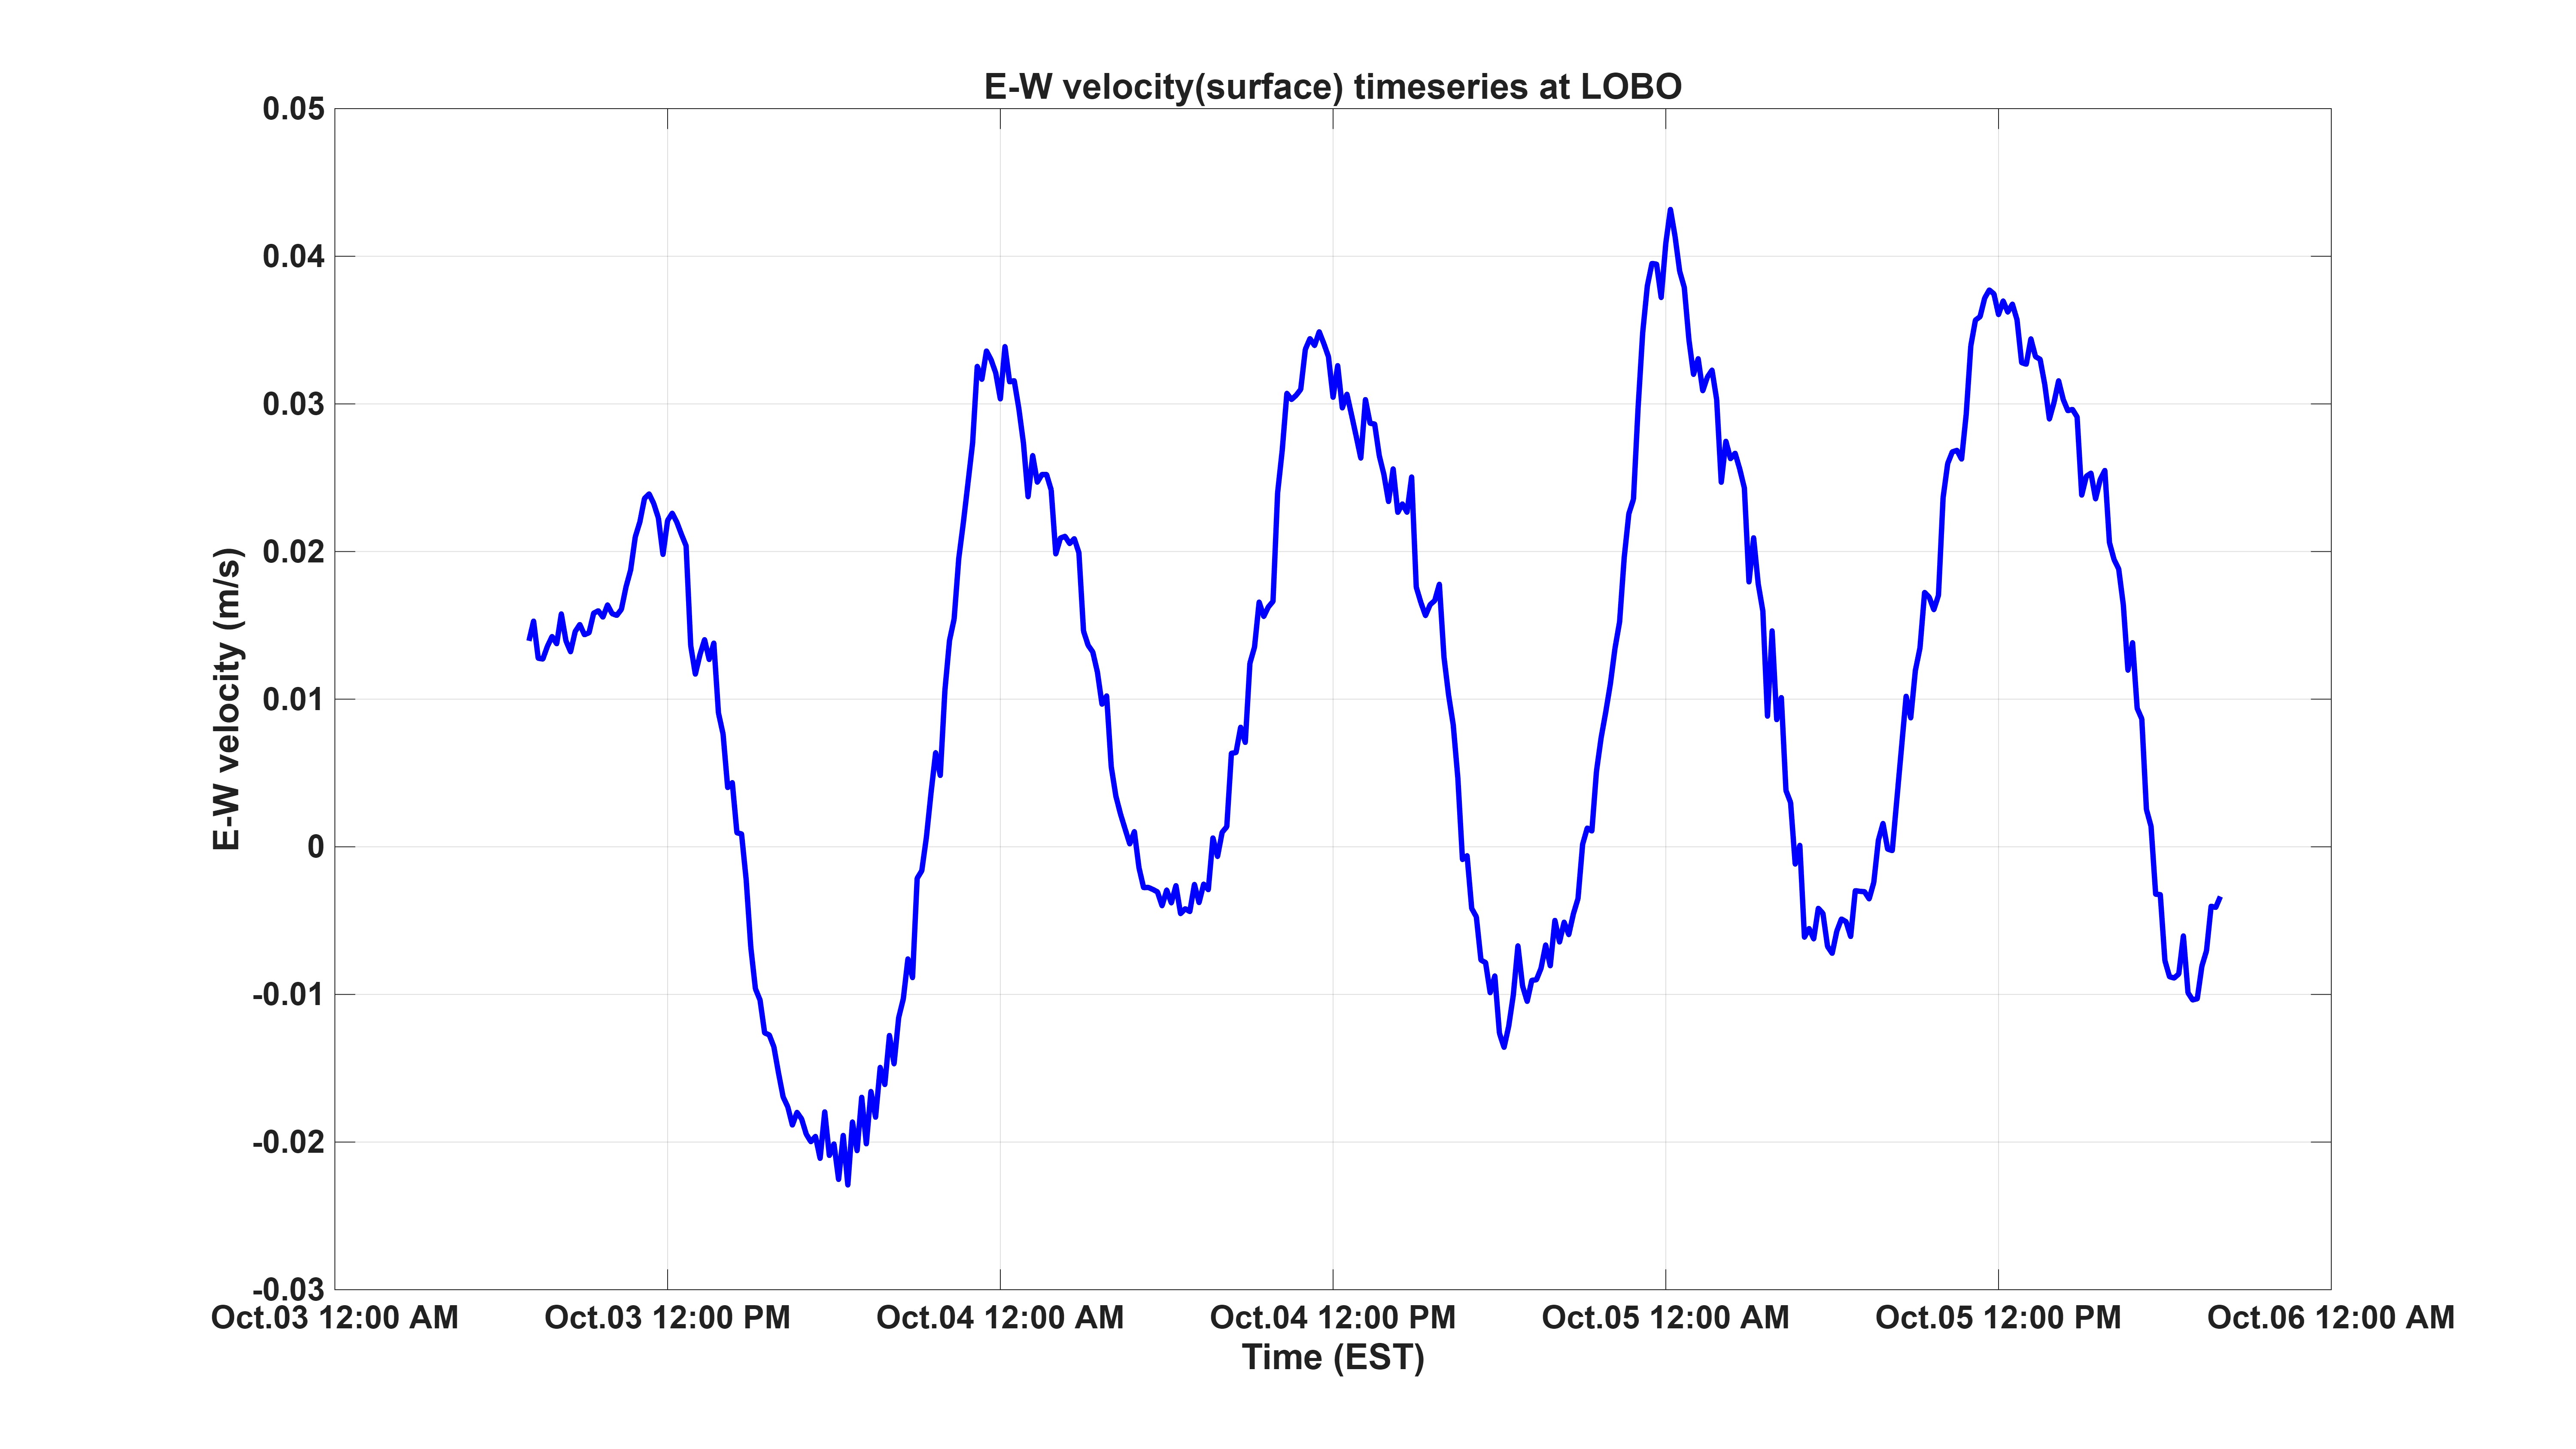 E-W velocity(surface) timeseries at LOBO
E-W velocity (m/s)
0.05
0.04
0.03
0.02
0.01
0
-0.01
-0.02
-0.03
Oct.03 12:00 AM
Oct.03 12:00 PM
Oct.04 12:00 AM
Oct.04 12:00 PM
Oct.05 12:00 AM
Oct.05 12:00 PM
Oct.06 12:00 AM
Time (EST)